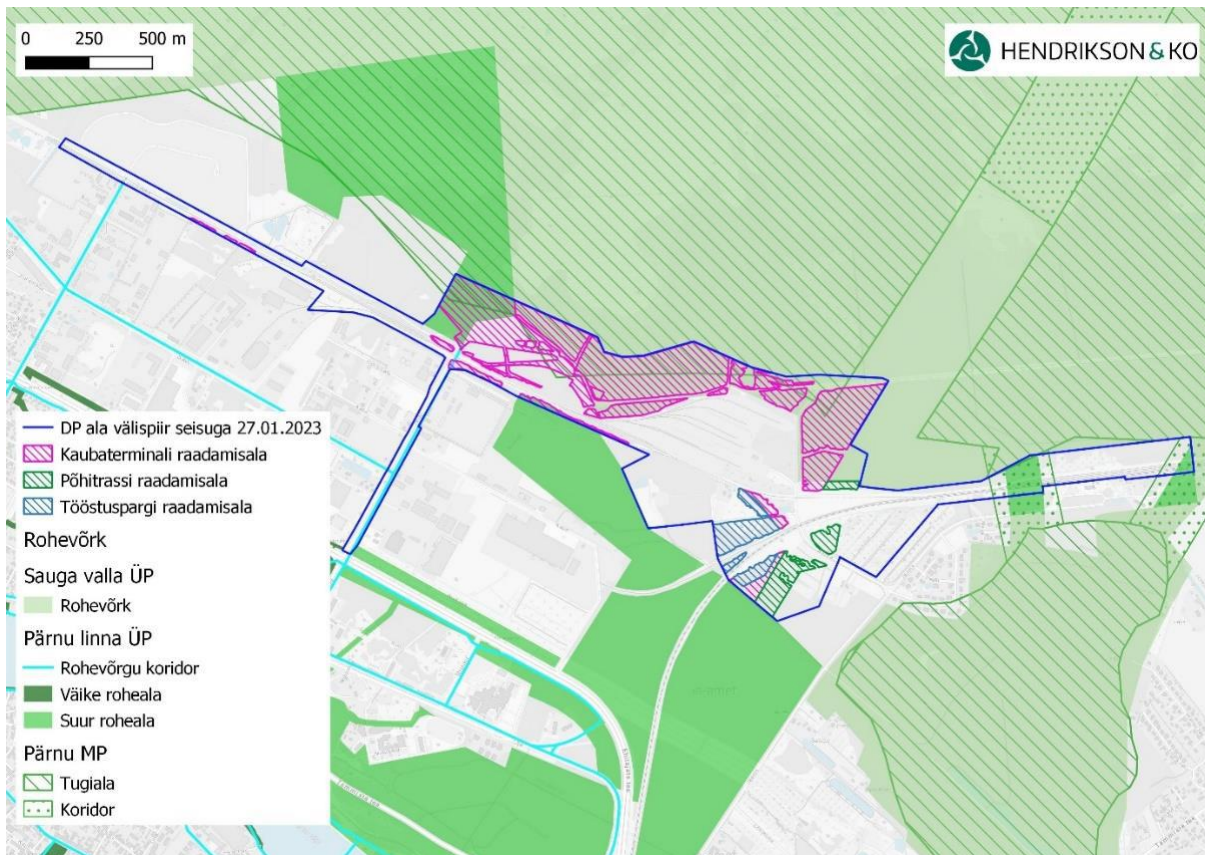 0 250 500 m
HENDRIKSON & KO
DP ala välispiir seisuga 27.01.2023
Kaubaterminali raadamisala
Põhitrassi raadamisala
Tööstuspargi raadamisala
Rohevõrk
Sauga valla ÜP
Rohevõrk
Pärnu linna ÜP
Rohevõrgu koridor
Väike roheala
Suur roheala
Pärnu MP
Tugiala
Koridor